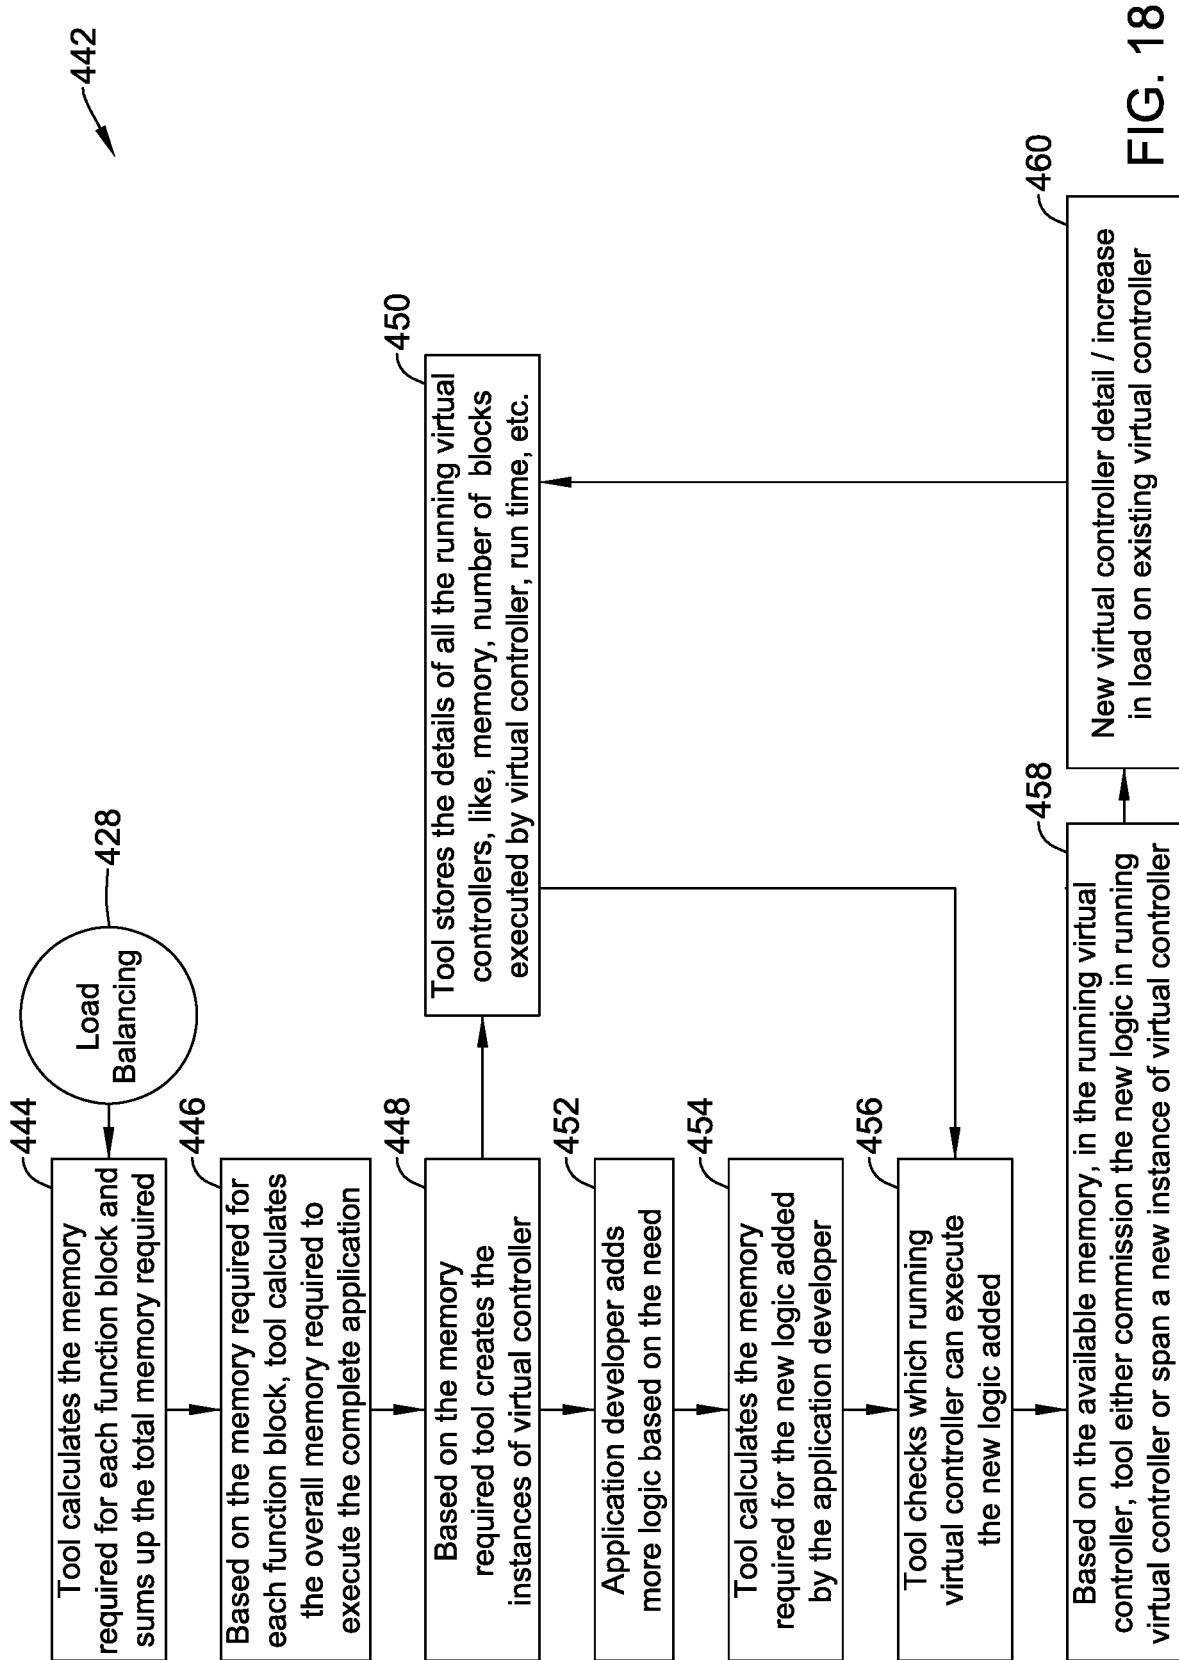 442
Load
Balancing
428
444
Tool calculates the memory
required for each function block and
sums up the total memory required
446
Based on the memory required for
each function block, tool calculates
the overall memory required to
execute the complete application
448
Based on the memory
required tool creates the
instances of virtual controller
450
Tool stores the details of all the running virtual
controllers, like, memory, number of blocks
executed by virtual controller, run time, etc.
452
Application developer adds
more logic based on the need
454
Tool calculates the memory
required for the new logic added
by the application developer
456
Tool checks which running
virtual controller can execute
the new logic added
458
Based on the available memory, in the running virtual
controller, tool either commission the new logic in running
virtual controller or span a new instance of virtual controller
460
New virtual controller detail / increase
in load on existing virtual controller
FIG. 18